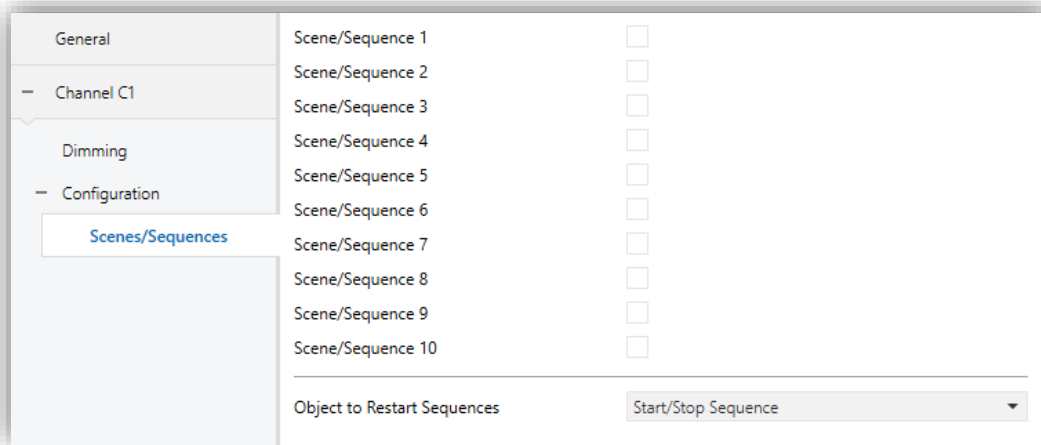 General
Channel C1
Dimming
Configuration
Scenes/Sequences
Scene/Sequence 1
Scene/Sequence 2
Scene/Sequence 3
Scene/Sequence 4
Scene/Sequence 5
Scene/Sequence 6
Scene/Sequence 7
Scene/Sequence 8
Scene/Sequence 9
Scene/Sequence 10
Object to Restart Sequences Start/Stop Sequence